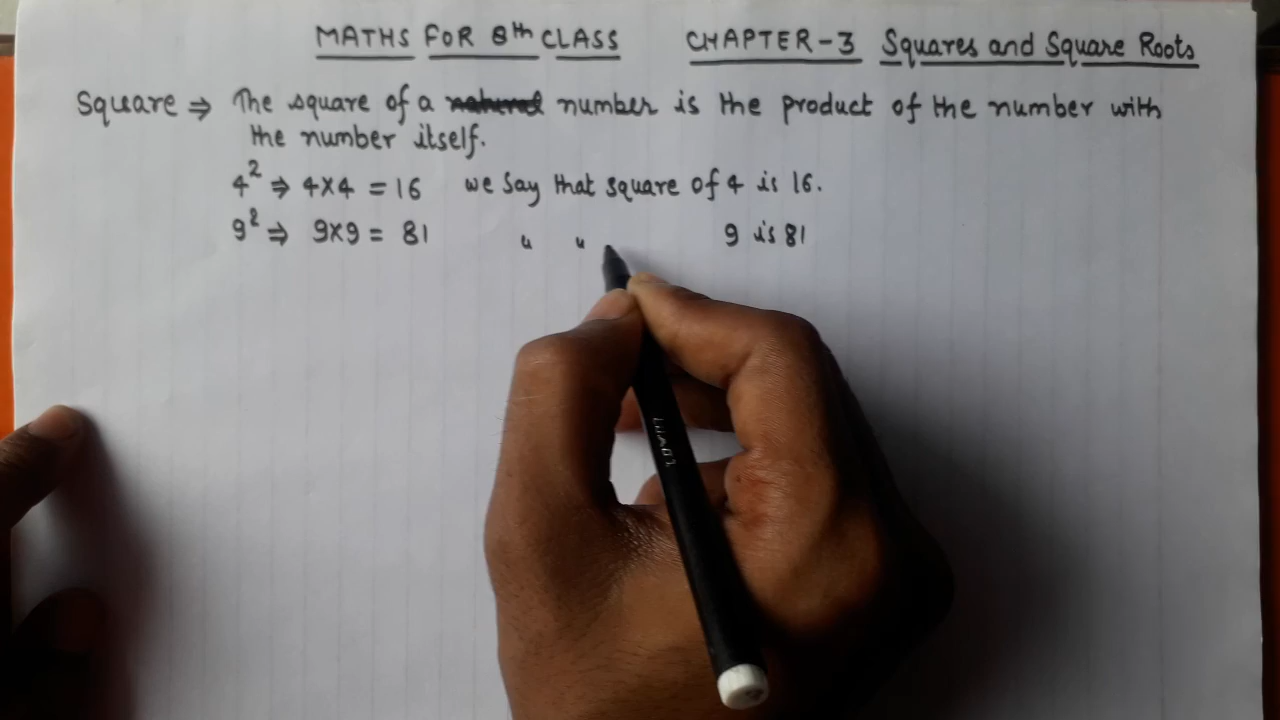 MATHS FOR 8th CLASS CHAPTER-3 Squares and Square Roots
Square ⇒ The square of a number is the product of the number with
the number itself.
4² ⇒ 4×4 = 16 we say that square of 4 is 16.
9² ⇒ 9×9 = 81 " " 9 is 81